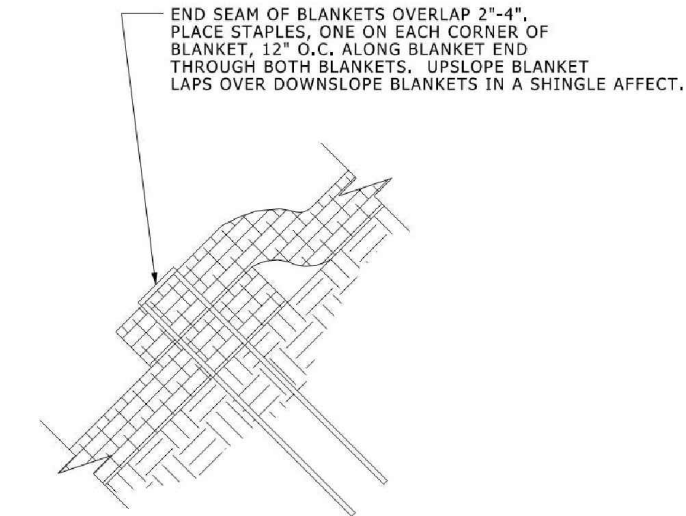 END SEAM OF BLANKETS OVERLAP 2"-4".
PLACE STAPLES, ONE ON EACH CORNER OF
BLANKET, 12" O.C. ALONG BLANKET END
THROUGH BOTH BLANKETS. UPSLOPE BLANKET
LAPS OVER DOWNSLOPE BLANKETS IN A SHINGLE AFFECT.